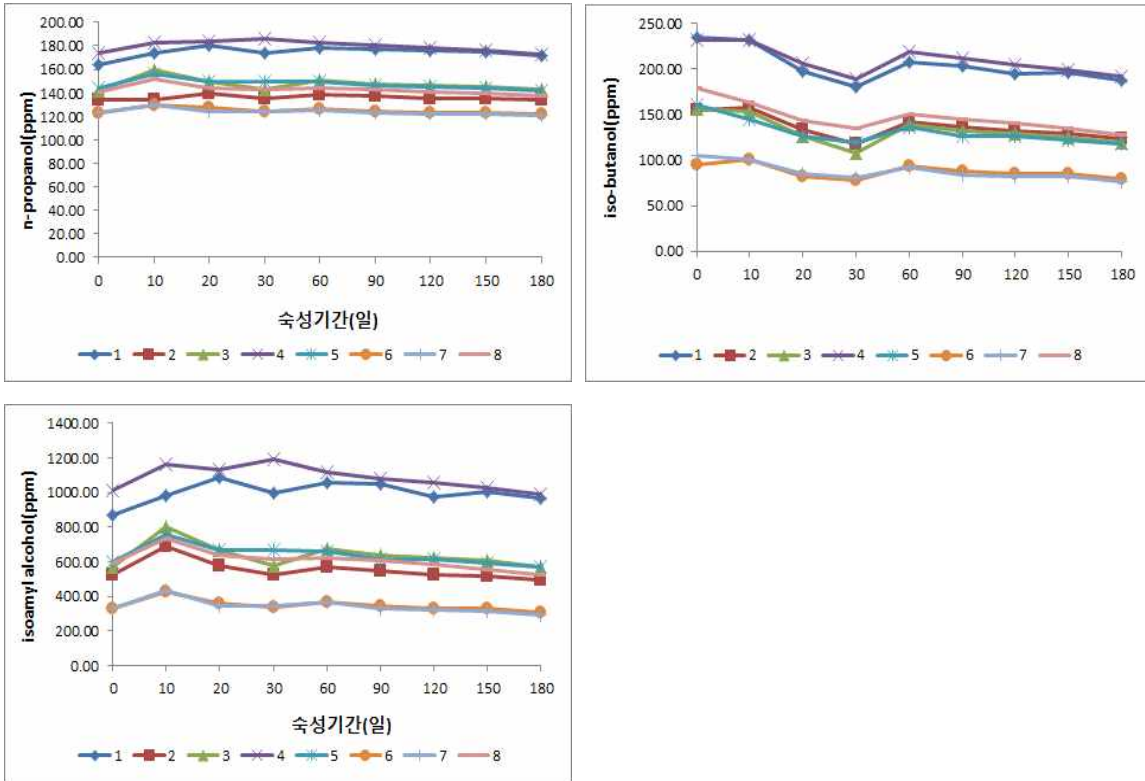 n-propanol(ppm)
200.00
180.00
160.00
140.00
120.00
100.00
80.00
60.00
40.00
20.00
0.00
0 10 20 30 60 90 120 150 180
숙성기간(일)
1 2 3 4 5 6 7 8
iso-butanol(ppm)
250.00
200.00
150.00
100.00
50.00
0.00
0 10 20 30 60 90 120 150 180
1 2 3 4 5 6 7 8
isoamyl alcohol(ppm)
1400.00
1200.00
1000.00
800.00
600.00
400.00
200.00
0.00
0 10 20 30 60 90 120 150 180
숙성기간(일)
1 2 3 4 5 6 7 8